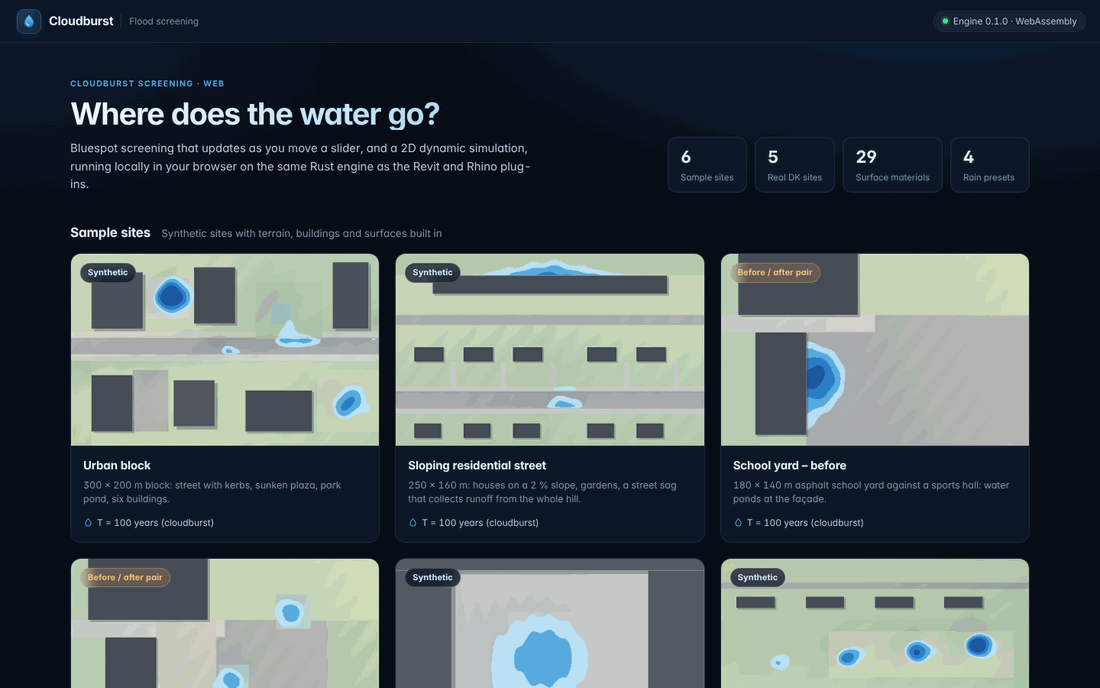 Cloudburst
Flood screening
Engine 0.1.0 · WebAssembly
CLOUDBURST SCREENING · WEB
Where does the water go?
Bluespot screening that updates as you move a slider, and a 2D dynamic simulation,
running locally in your browser on the same Rust engine as the Revit and Rhino plug-
ins.
6
Sample sites
5
Real DK sites
29
Surface materials
4
Rain presets
Sample sites
Synthetic sites with terrain, buildings and surfaces built in
Synthetic
Urban block
300 × 200 m block: street with kerbs, sunken plaza, park
pond, six buildings.
T = 100 years (cloudburst)
Synthetic
Sloping residential street
250 × 160 m: houses on a 2 % slope, gardens, a street sag
that collects runoff from the whole hill.
T = 100 years (cloudburst)
Before / after pair
School yard – before
180 × 140 m asphalt school yard against a sports hall: water
ponds at the façade.
T = 100 years (cloudburst)
Before / after pair
Synthetic
Synthetic